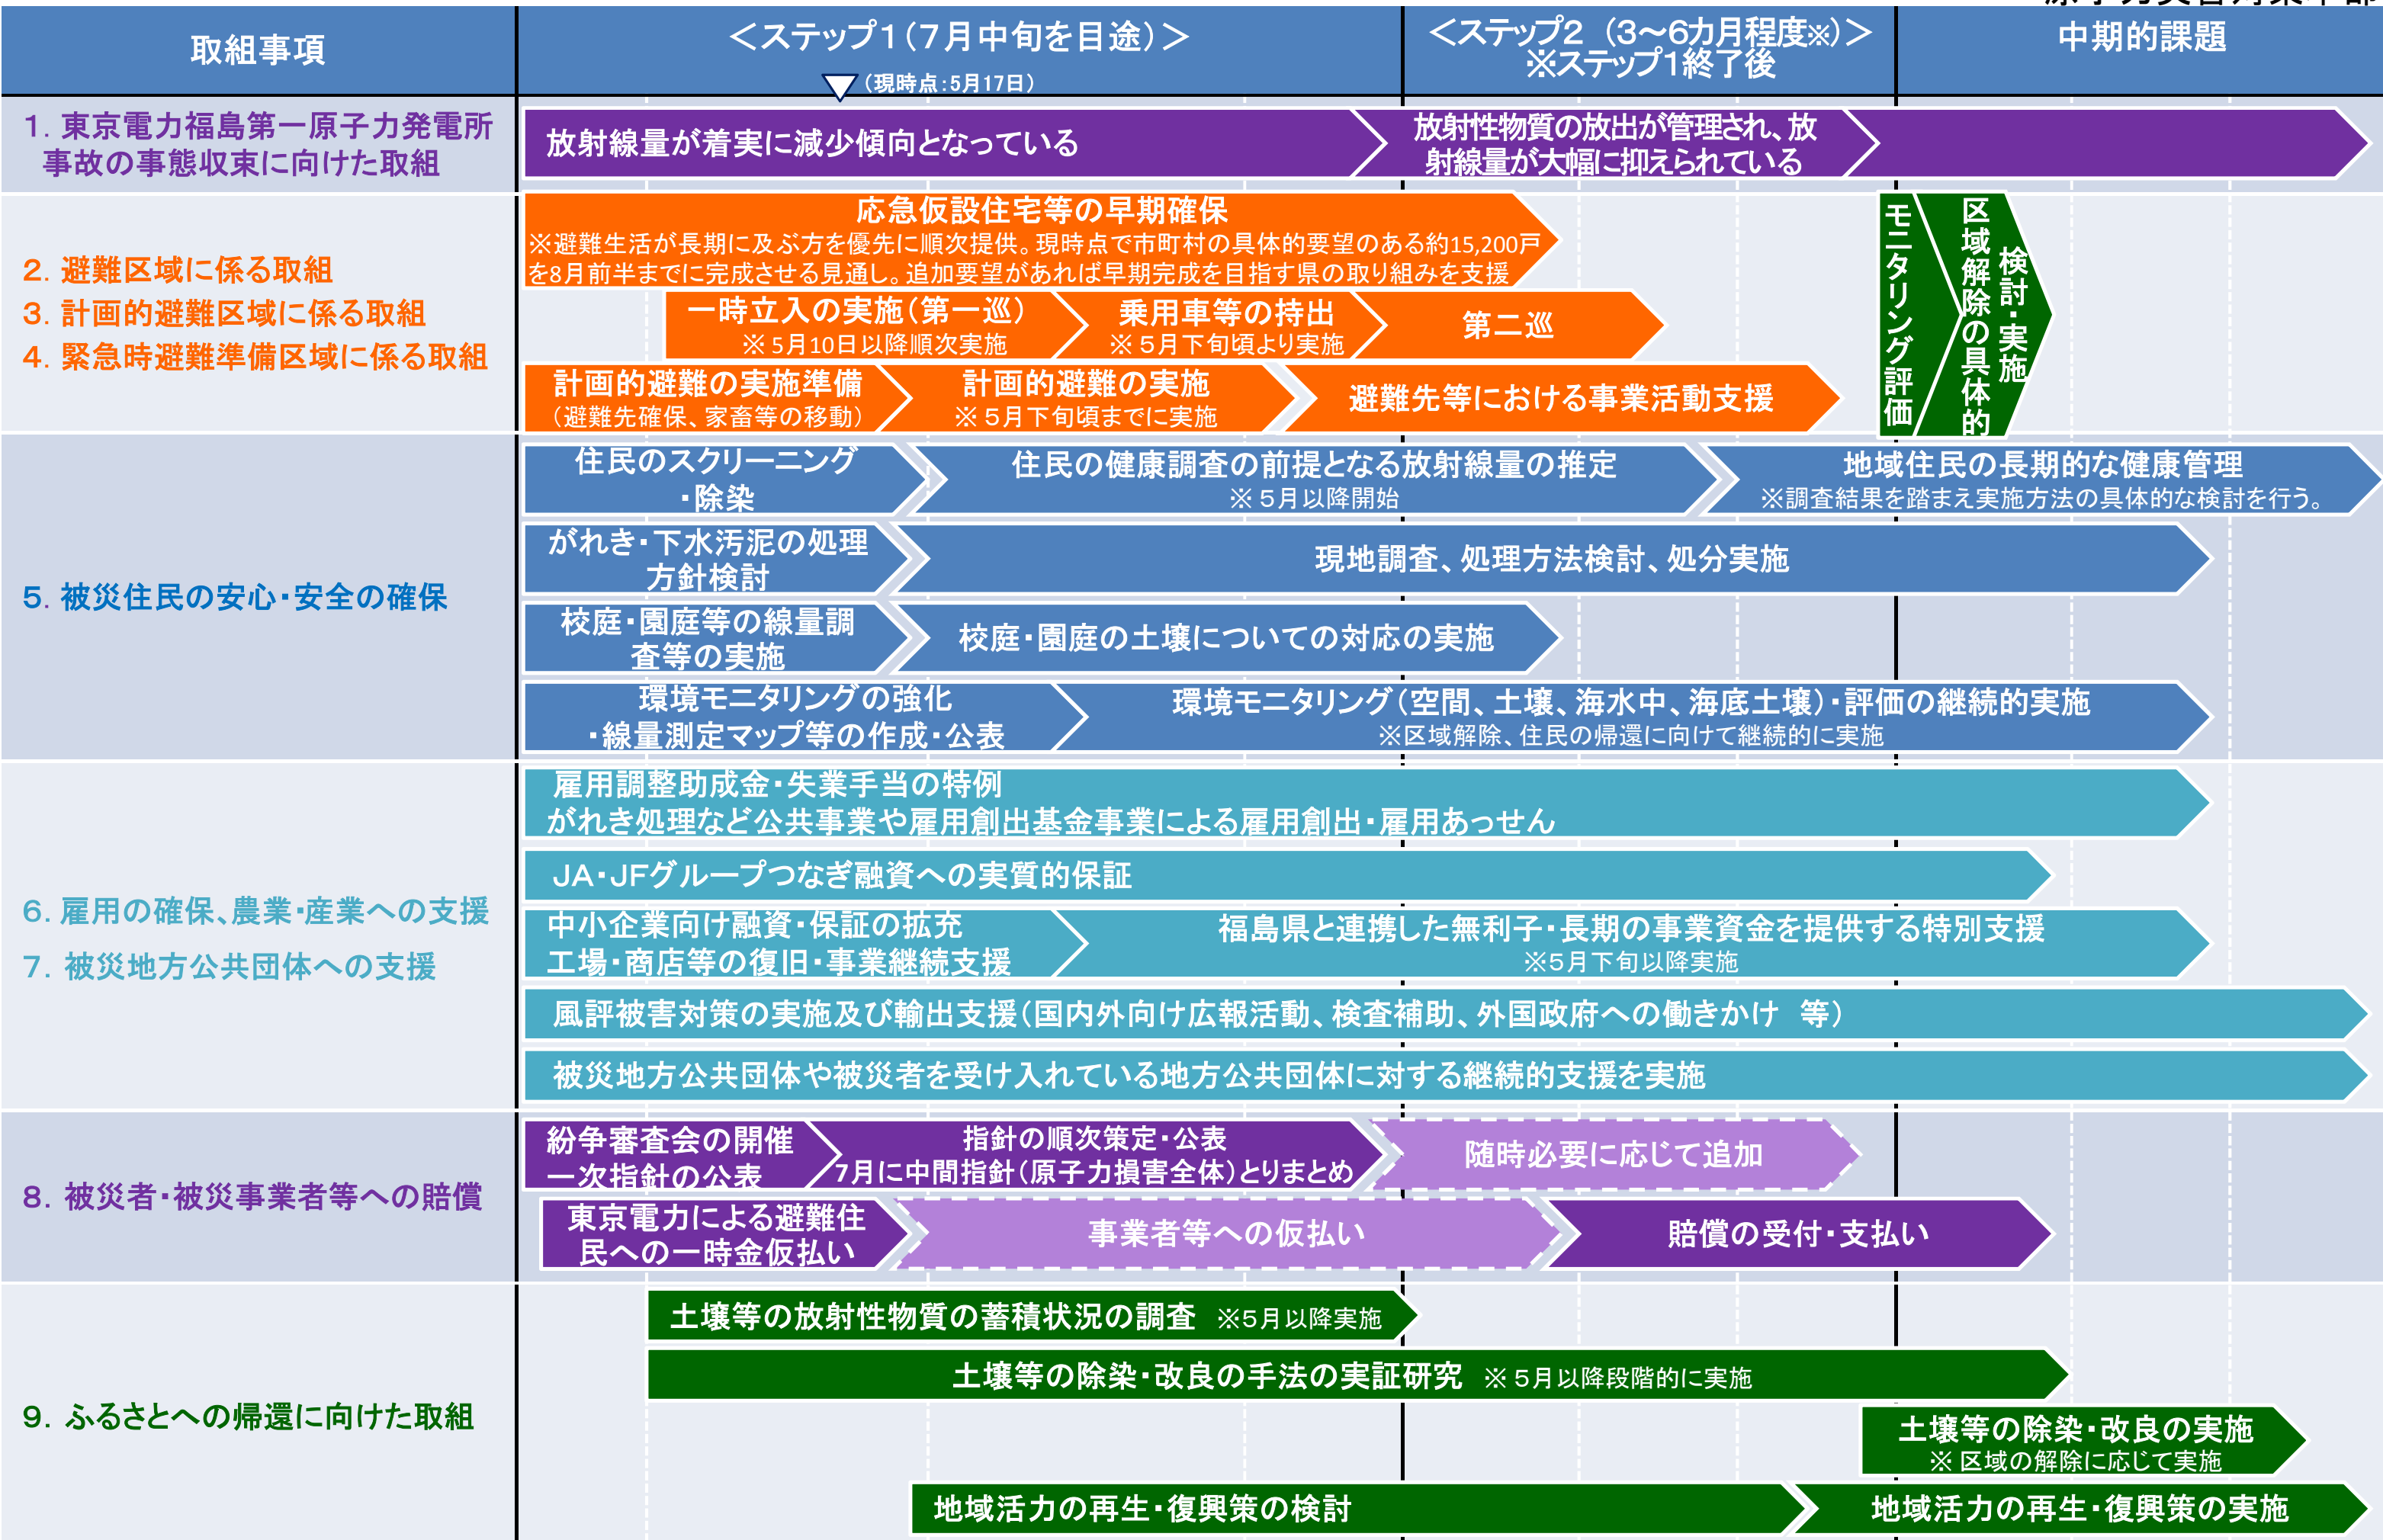 取組事項
＜ステップ１（７月中旬を目途）＞
（現時点：5月17日）
＜ステップ２（３～６カ月程度※）＞
※ステップ１終了後
中期的課題
１．東京電力福島第一原子力発電所
事故の事態収束に向けた取組
放射線量が着実に減少傾向となっている
放射性物質の放出が管理され、放
射線量が大幅に抑えられている
２．避難区域に係る取組
３．計画的避難区域に係る取組
４．緊急時避難準備区域に係る取組
応急仮設住宅等の早期確保
※避難生活が長期に及ぶ方を優先に順次提供。現時点で市町村の具体的要望のある約15,200戸
を8月前半までに完成させる見通し。追加要望があれば早期完成を目指す県の取り組みを支援
一時立入の実施（第一巡）
※ 5月10日以降順次実施
乗用車等の持出
※ ５月下旬頃より実施
第二巡
計画的避難の実施準備
（避難先確保、家畜等の移動）
計画的避難の実施
※ ５月下旬頃までに実施
避難先等における事業活動支援
モニタリング評価
区域解除の具体的
検討・実施
５．被災住民の安心・安全の確保
住民のスクリーニング
・除染
住民の健康調査の前提となる放射線量の推定
※ ５月以降開始
地域住民の長期的な健康管理
※調査結果を踏まえ実施方法の具体的な検討を行う。
がれき・下水汚泥の処理
方針検討
現地調査、処理方法検討、処分実施
校庭・園庭等の線量調
査等の実施
校庭・園庭の土壌についての対応の実施
環境モニタリングの強化
・線量測定マップ等の作成・公表
環境モニタリング（空間、土壌、海水中、海底土壌）・評価の継続的実施
※区域解除、住民の帰還に向けて継続的に実施
６．雇用の確保、農業・産業への支援
７．被災地方公共団体への支援
雇用調整助成金・失業手当の特例
がれき処理など公共事業や雇用創出基金事業による雇用創出・雇用あっせん
ＪＡ・ＪＦグループつなぎ融資への実質的保証
中小企業向け融資・保証の拡充
工場・商店等の復旧・事業継続支援
福島県と連携した無利子・長期の事業資金を提供する特別支援
※５月下旬以降実施
風評被害対策の実施及び輸出支援（国内外向け広報活動、検査補助、外国政府への働きかけ　等）
被災地方公共団体や被災者を受け入れている地方公共団体に対する継続的支援を実施
８．被災者・被災事業者等への賠償
紛争審査会の開催
一次指針の公表
指針の順次策定・公表
７月に中間指針（原子力損害全体）とりまとめ
随時必要に応じて追加
東京電力による避難住
民への一時金仮払い
事業者等への仮払い
賠償の受付・支払い
９．ふるさとへの帰還に向けた取組
土壌等の放射性物質の蓄積状況の調査　※５月以降実施
土壌等の除染・改良の手法の実証研究　※ ５月以降段階的に実施
土壌等の除染・改良の実施
※ 区域の解除に応じて実施
地域活力の再生・復興策の検討
地域活力の再生・復興策の実施